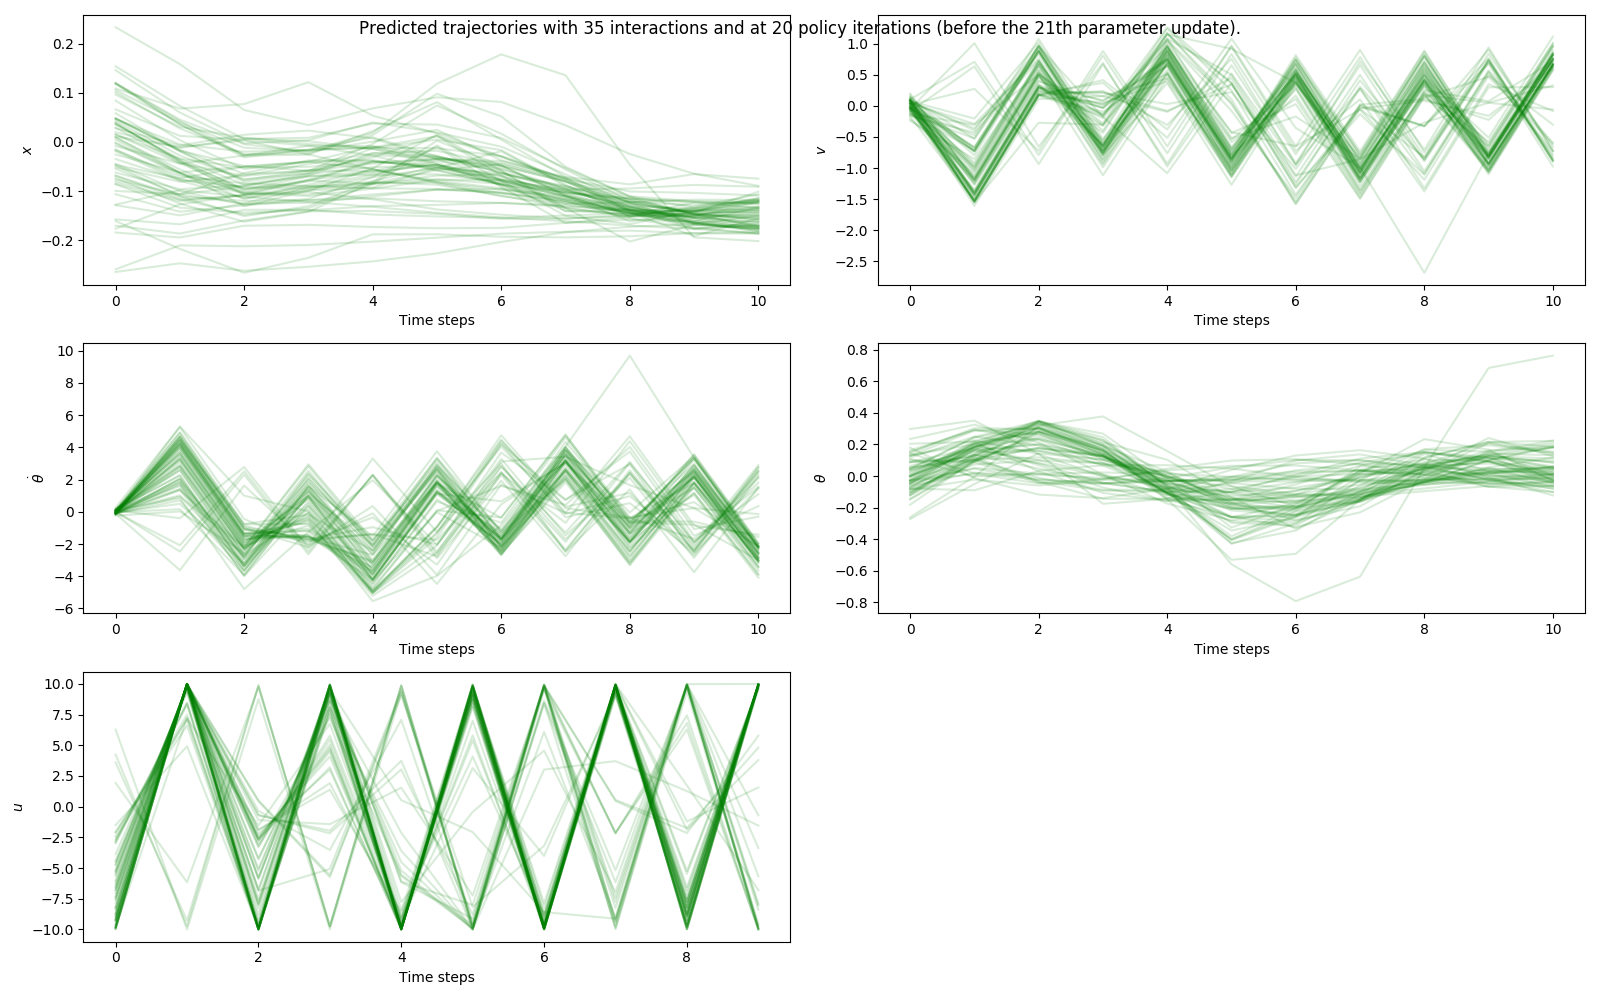 Predicted trajectories with 35 interactions and at 20 policy iterations (before the 21th parameter update).
0.2
0.1
0.0
−0.1
−0.2
x
0 2 4 6 8 10
Time steps
1.0
0.5
0.0
−0.5
−1.0
−1.5
−2.0
−2.5
v
0 2 4 6 8 10
Time steps
10
8
6
4
2
0
−2
−4
−6
θ̇
0 2 4 6 8 10
Time steps
0.8
0.6
0.4
0.2
0.0
−0.2
−0.4
−0.6
−0.8
θ
0 2 4 6 8 10
Time steps
10.0
7.5
5.0
2.5
0.0
−2.5
−5.0
−7.5
−10.0
u
0 2 4 6 8
Time steps